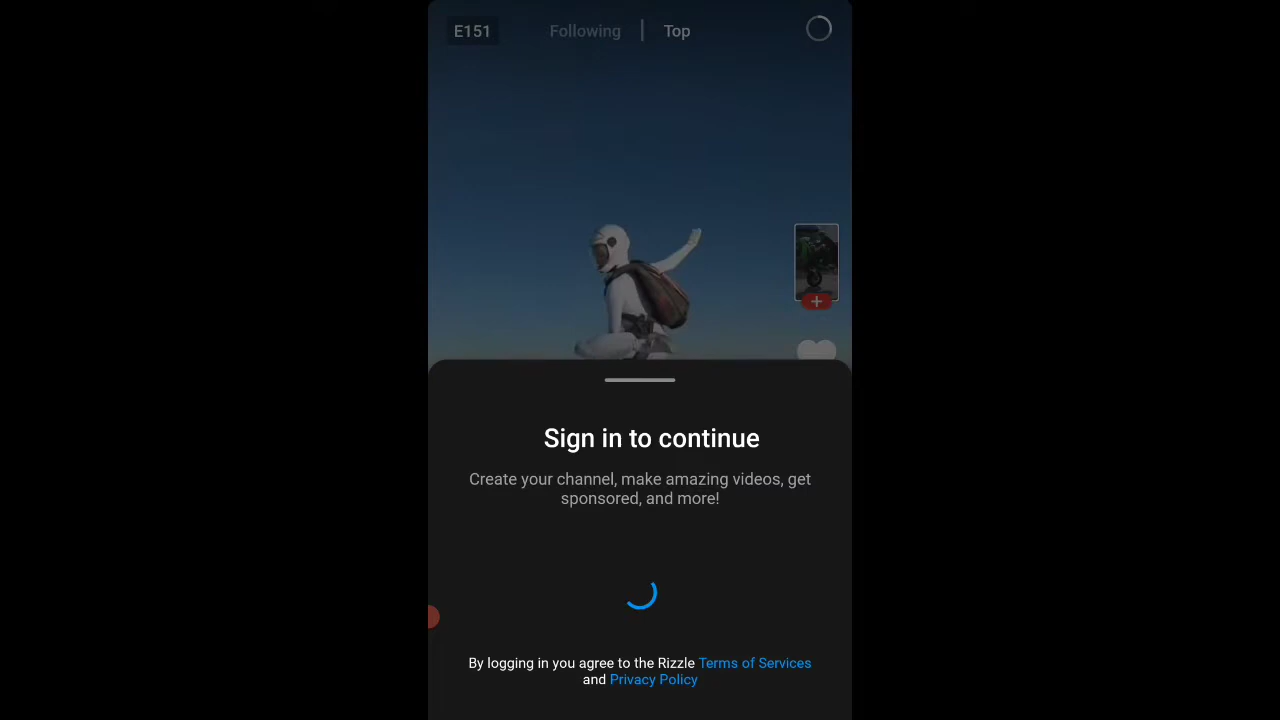 E151
Following
Top
Sign in to continue
Create your channel, make amazing videos, get
sponsored, and more!
By logging in you agree to the Rizzle Terms of Services
and Privacy Policy